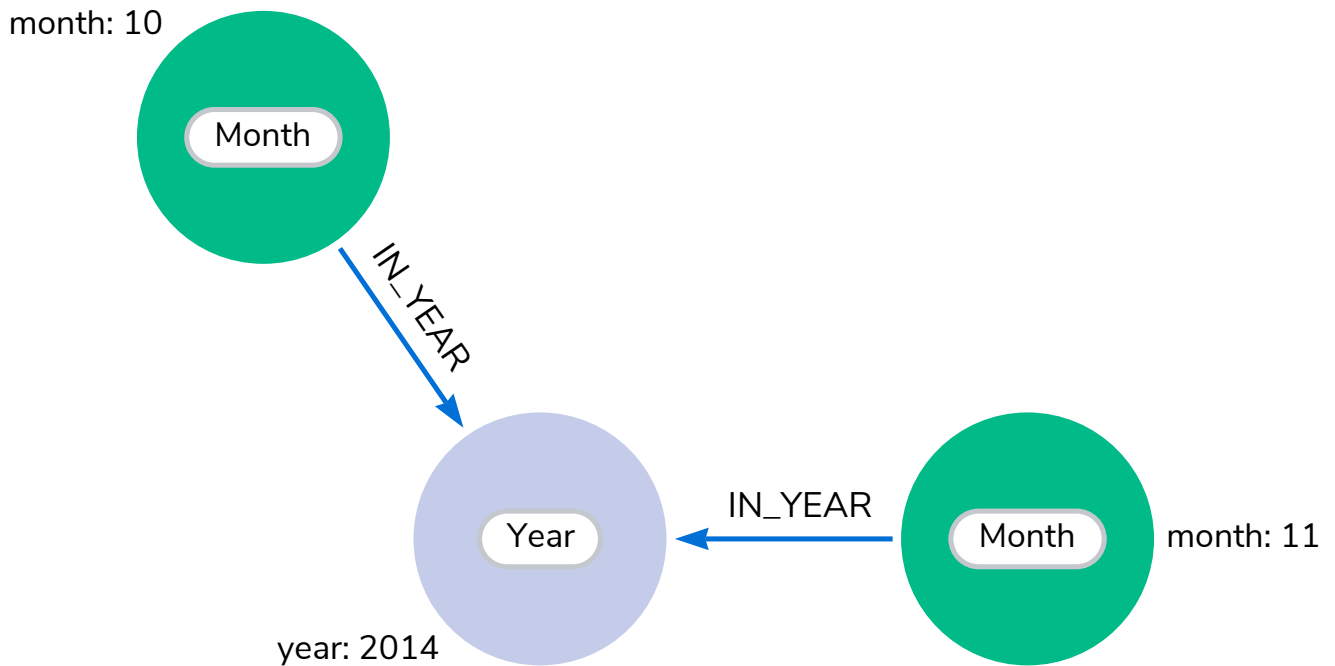 month: 10
Month
IN_YEAR
IN_YEAR
Year
Month
month: 11
year: 2014